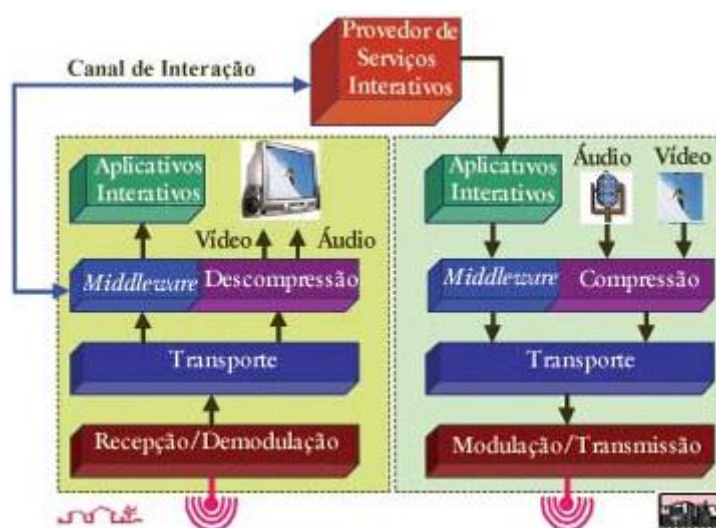 Provedor de
Serviços
Interativos
Canal de Interação
Aplicativos
Interativos
Vídeo
Áudio
Middleware
Descompressão
Transporte
Recepção/Demodulação
Aplicativos
Interativos
Áudio
Vídeo
Middleware
Compressão
Transporte
Modulação/Transmissão